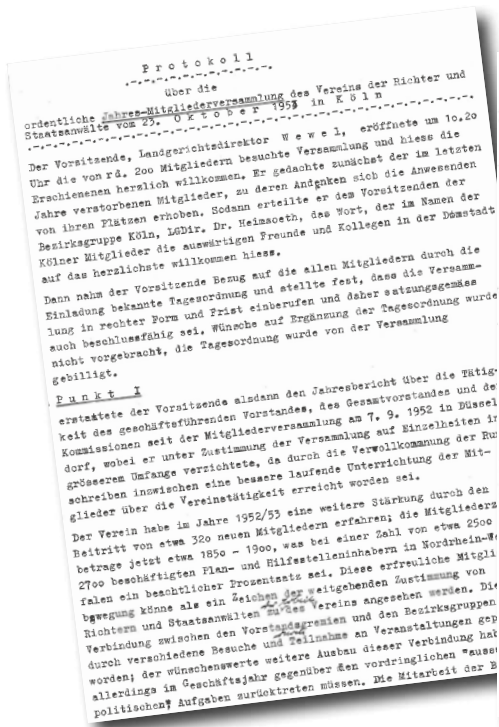 Protokoll
über die
ordentliche Jahres-Mitgliederversammlung des Vereins der Richter und
Staatsanwälte vom 23. Oktober 1953 in Köln
Der Vorsitzende, Landgerichtsdirektor Wewel, eröffnete um 10.20
Uhr die von rd. 200 Mitgliedern besuchte Versammlung und hiess die
Erschienenen herzlich willkommen. Er gedachte zunächst der im letzten
Jahre verstorbenen Mitglieder, zu deren Andenken sich die Anwesenden
von ihren Plätzen erhoben. Sodann erteilte er dem Vorsitzenden der
Bezirksgruppe Köln, LGDir. Dr. Heimsoeth, das Wort, der im Namen der
Kölner Mitglieder die auswärtigen Freunde und Kollegen in der Domstadt
auf das herzlichste willkommen hiess.
Dann nahm der Vorsitzende Bezug auf die allen Mitgliedern durch die
Einladung bekannte Tagesordnung und stellte fest, dass die Versamm-
lung in rechter Form und Frist einberufen und daher satzungsgemäss
auch beschlussfähig sei. Wünsche auf Ergänzung der Tagesordnung wurde
nicht vorgebracht, die Tagesordnung wurde von der Versammlung
gebilligt.
Punkt I
erstattete der Vorsitzende alsdann den Jahresbericht über die Tätig-
keit des geschäftsführenden Vorstandes, des Gesamtvorstandes und der
Kommissionen seit der Mitgliederversammlung am 7. 9. 1952 in Düssel
dorf, wobei er unter Zustimmung der Versammlung auf Einzelheiten in
grösserem Umfange verzichtete, da durch die Vervollkommnung der Run
schreiben inzwischen eine bessere laufende Unterrichtung der Mit-
glieder über die Vereinstätigkeit erreicht worden sei.
Der Verein habe im Jahre 1952/53 eine weitere Stärkung durch den
Beitritt von etwa 320 neuen Mitgliedern erfahren; die Mitgliederz
betrage jetzt etwa 1850 - 1900, was bei einer Zahl von etwa 2500
2700 beschäftigten Plan- und Hilfsstelleninhabern in Nordrhein-We
falen ein beachtlicher Prozentsatz sei. Diese erfreuliche Mitgli
bewegung könne als ein Zeichen der weitgehenden Zustimmung von
Richtern und Staatsanwälten zu des Vereins angesehen werden. Die
Verbindung zwischen den Vorstandsgremien und den Bezirksgruppen
durch verschiedene Besuche und Teilnahme an Veranstaltungen gep
worden; der wünschenswerte weitere Ausbau dieser Verbindung hab
allerdings im Geschäftsjahr gegenüber den vordringlichen "ausse
politischen" Aufgaben zurücktreten müssen. Die Mitarbeit der B